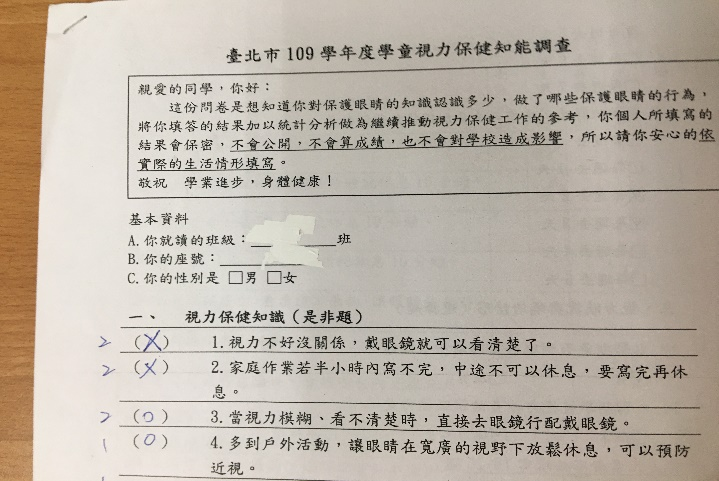 臺北市 109 學年度學童視力保健知能調查
親愛的同學，你好：
這份問卷是想知道你對保護眼睛的知識認識多少，做了哪些保護眼睛的行為，
將你填答的結果加以統計分析做為繼續推動視力保健工作的參考，你個人所填寫的
結果會保密，不會公開，不會算成績，也不會對學校造成影響，所以請你安心的依
實際的生活情形填寫。
敬祝 學業進步，身體健康！
基本資料
A. 你就讀的班級：______班
B. 你的座號：______
C. 你的性別是 □男 □女
一、 視力保健知識（是非題）
2 （X） 1. 視力不好沒關係，戴眼鏡就可以看清楚了。
2 （X） 2. 家庭作業若半小時內寫不完，中途不可以休息，要寫完再休
息。
2 （O） 3. 當視力模糊、看不清楚時，直接去眼鏡行配戴眼鏡。
1 （O） 4. 多到戶外活動，讓眼睛在寬廣的視野下放鬆休息，可以預防
近視。